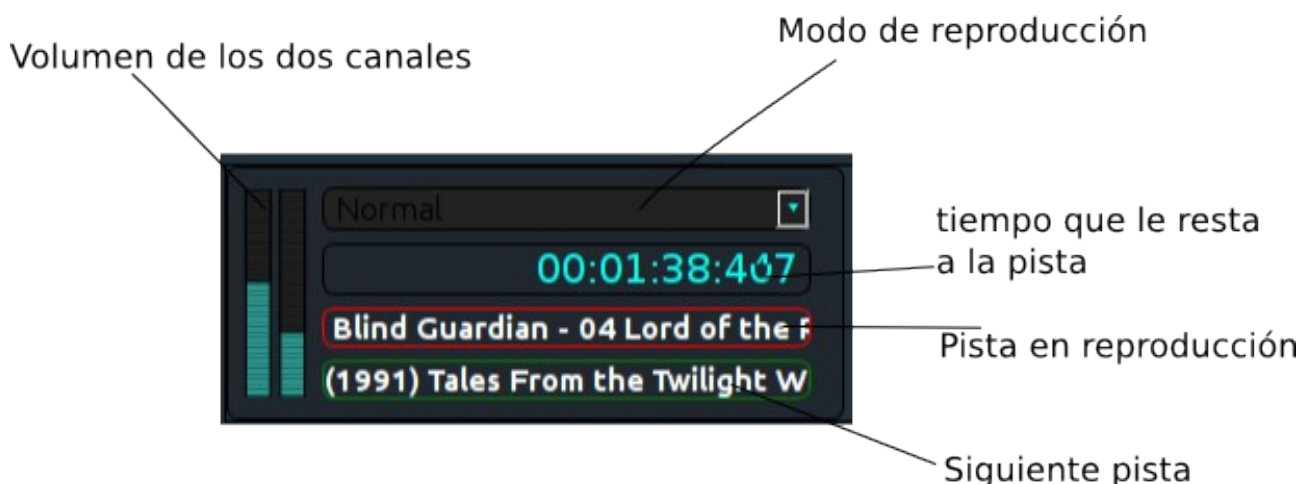 Modo de reproducción
Volumen de los dos canales
Normal
tiempo que le resta
a la pista
00:01:38:407
Blind Guardian - 04 Lord of the
Pista en reproducción
(1991) Tales From the Twilight W
Siguiente pista